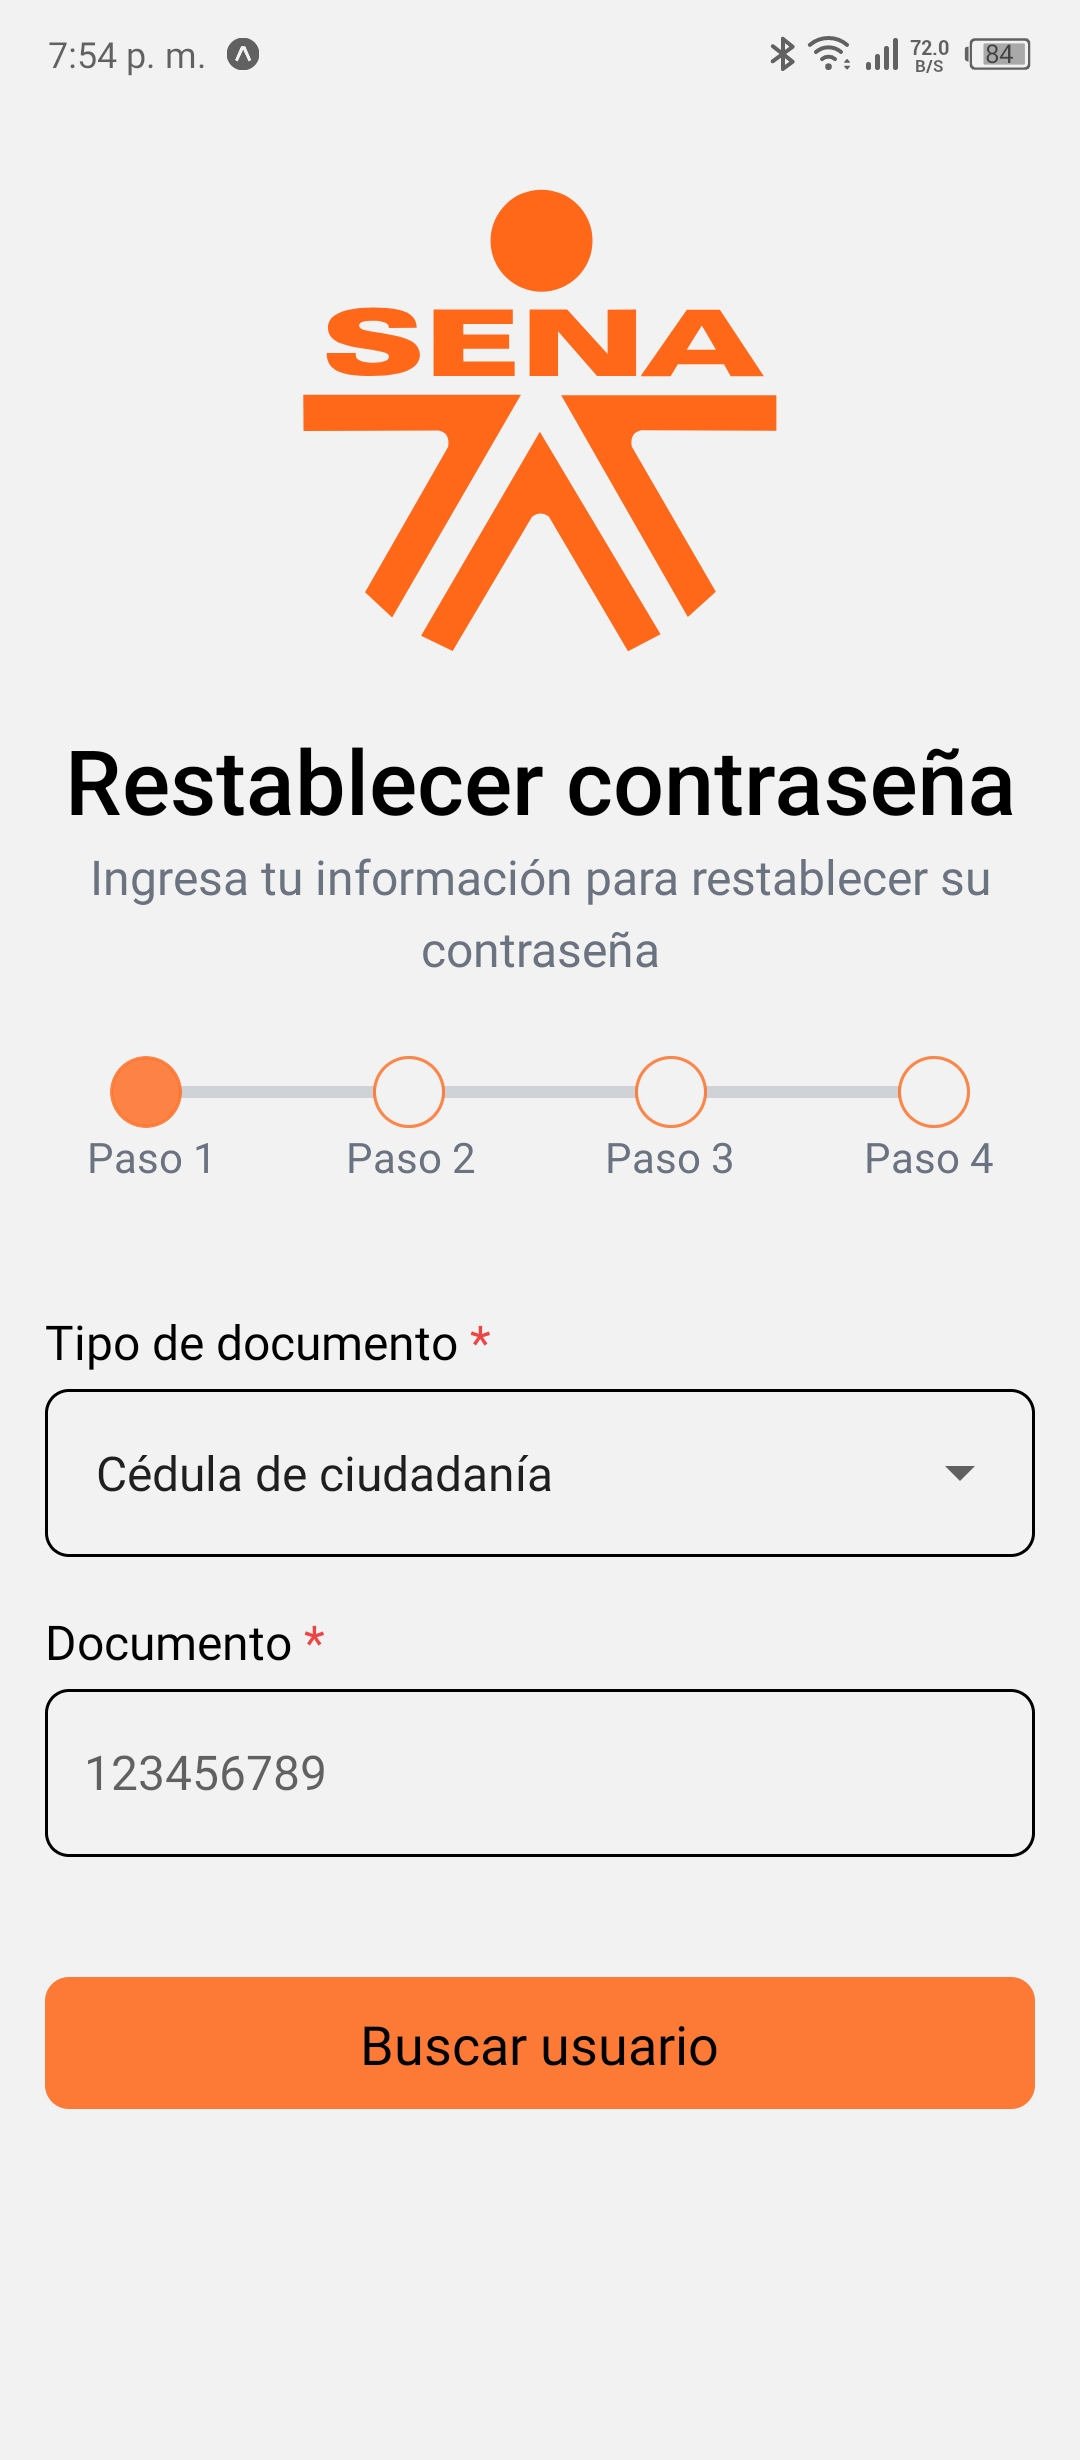 7:54 p. m.
72.0
B/S
84
SENA
Restablecer contraseña
Ingresa tu información para restablecer su
contraseña
Paso 1 Paso 2 Paso 3 Paso 4
Tipo de documento *
Cédula de ciudadanía
Documento *
123456789
Buscar usuario